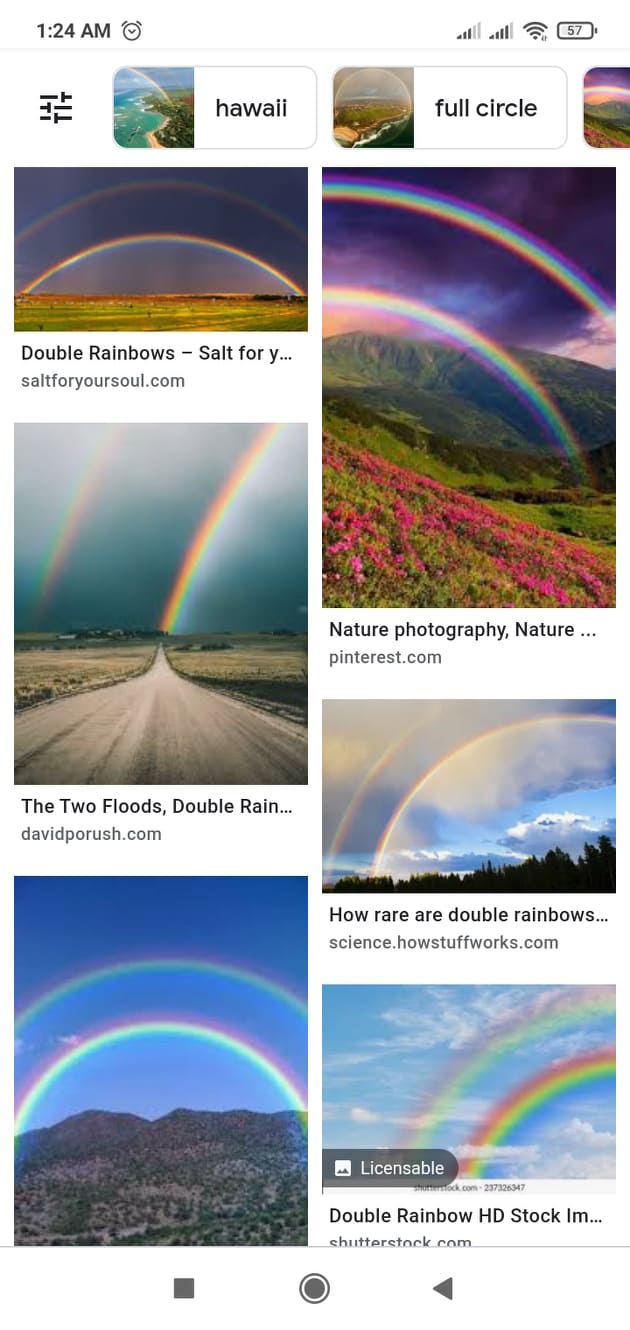 1:24 AM
57
hawaii
full circle
Double Rainbows – Salt for y...
saltforyoursoul.com
Nature photography, Nature ...
pinterest.com
The Two Floods, Double Rain...
davidporush.com
How rare are double rainbows...
science.howstuffworks.com
Licensable
shutterstock.com · 237326347
Double Rainbow HD Stock Im...
shutterstock.com